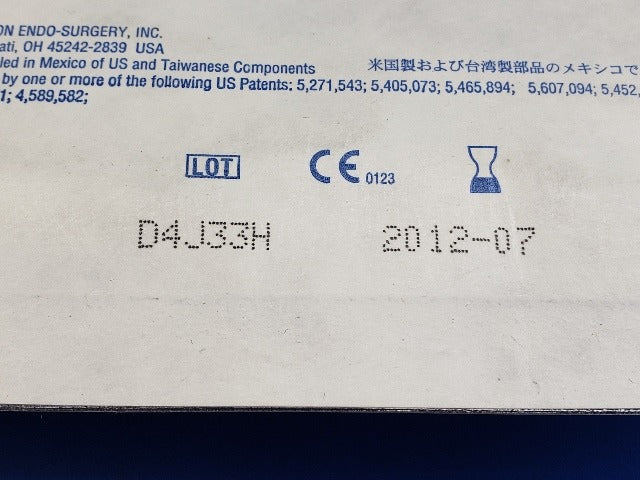 ON ENDO-SURGERY, INC.
ati, OH 45242-2839 USA
led in Mexico of US and Taiwanese Components 米国製および台湾製部品のメキシコで
by one or more of the following US Patents: 5,271,543; 5,405,073; 5,465,894; 5,607,094; 5,452,
1; 4,589,582;
LOT CE 0123
D4J33H 2012-07